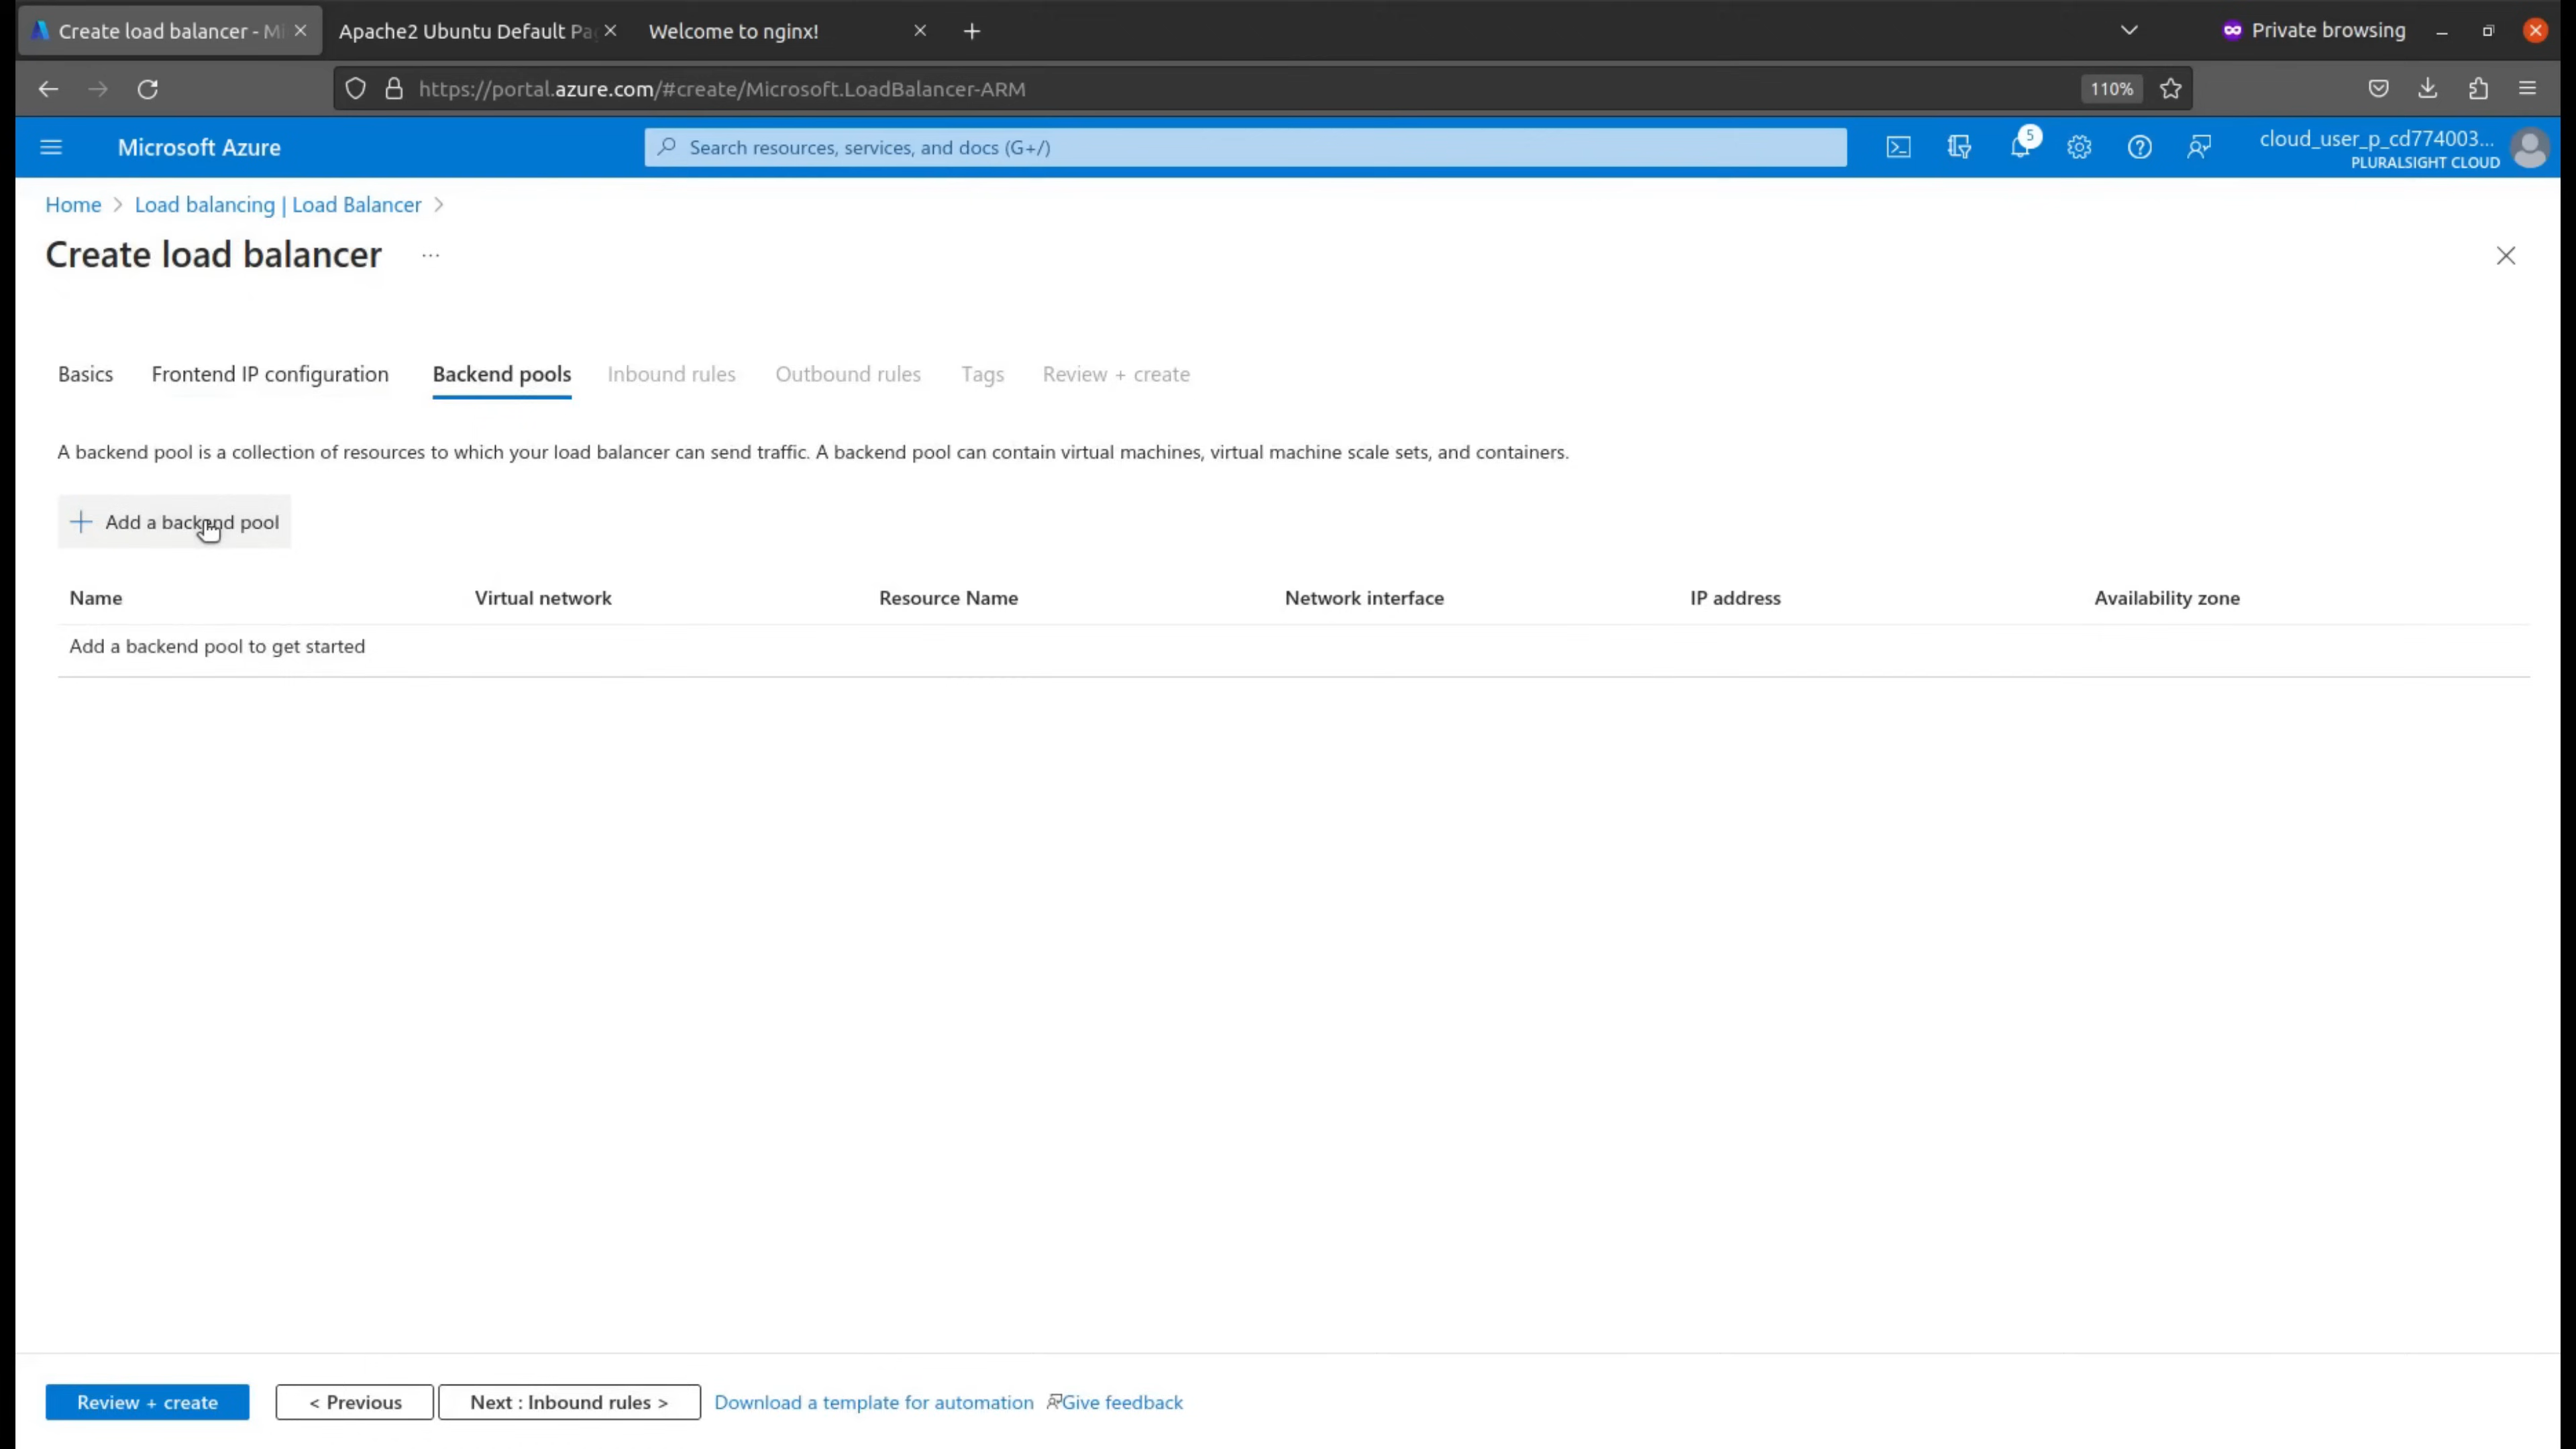 Create load balancer - Mi
Apache2 Ubuntu Default Pa
Welcome to nginx!
Private browsing
https://portal.azure.com/#create/Microsoft.LoadBalancer-ARM
110%
Microsoft Azure
Search resources, services, and docs (G+/)
5
cloud_user_p_cd774003...
PLURALSIGHT CLOUD
Home > Load balancing | Load Balancer >
Create load balancer ...
Basics Frontend IP configuration Backend pools Inbound rules Outbound rules Tags Review + create
A backend pool is a collection of resources to which your load balancer can send traffic. A backend pool can contain virtual machines, virtual machine scale sets, and containers.
+ Add a backend pool
Name Virtual network Resource Name Network interface IP address Availability zone
Add a backend pool to get started
Review + create < Previous Next : Inbound rules > Download a template for automation Give feedback